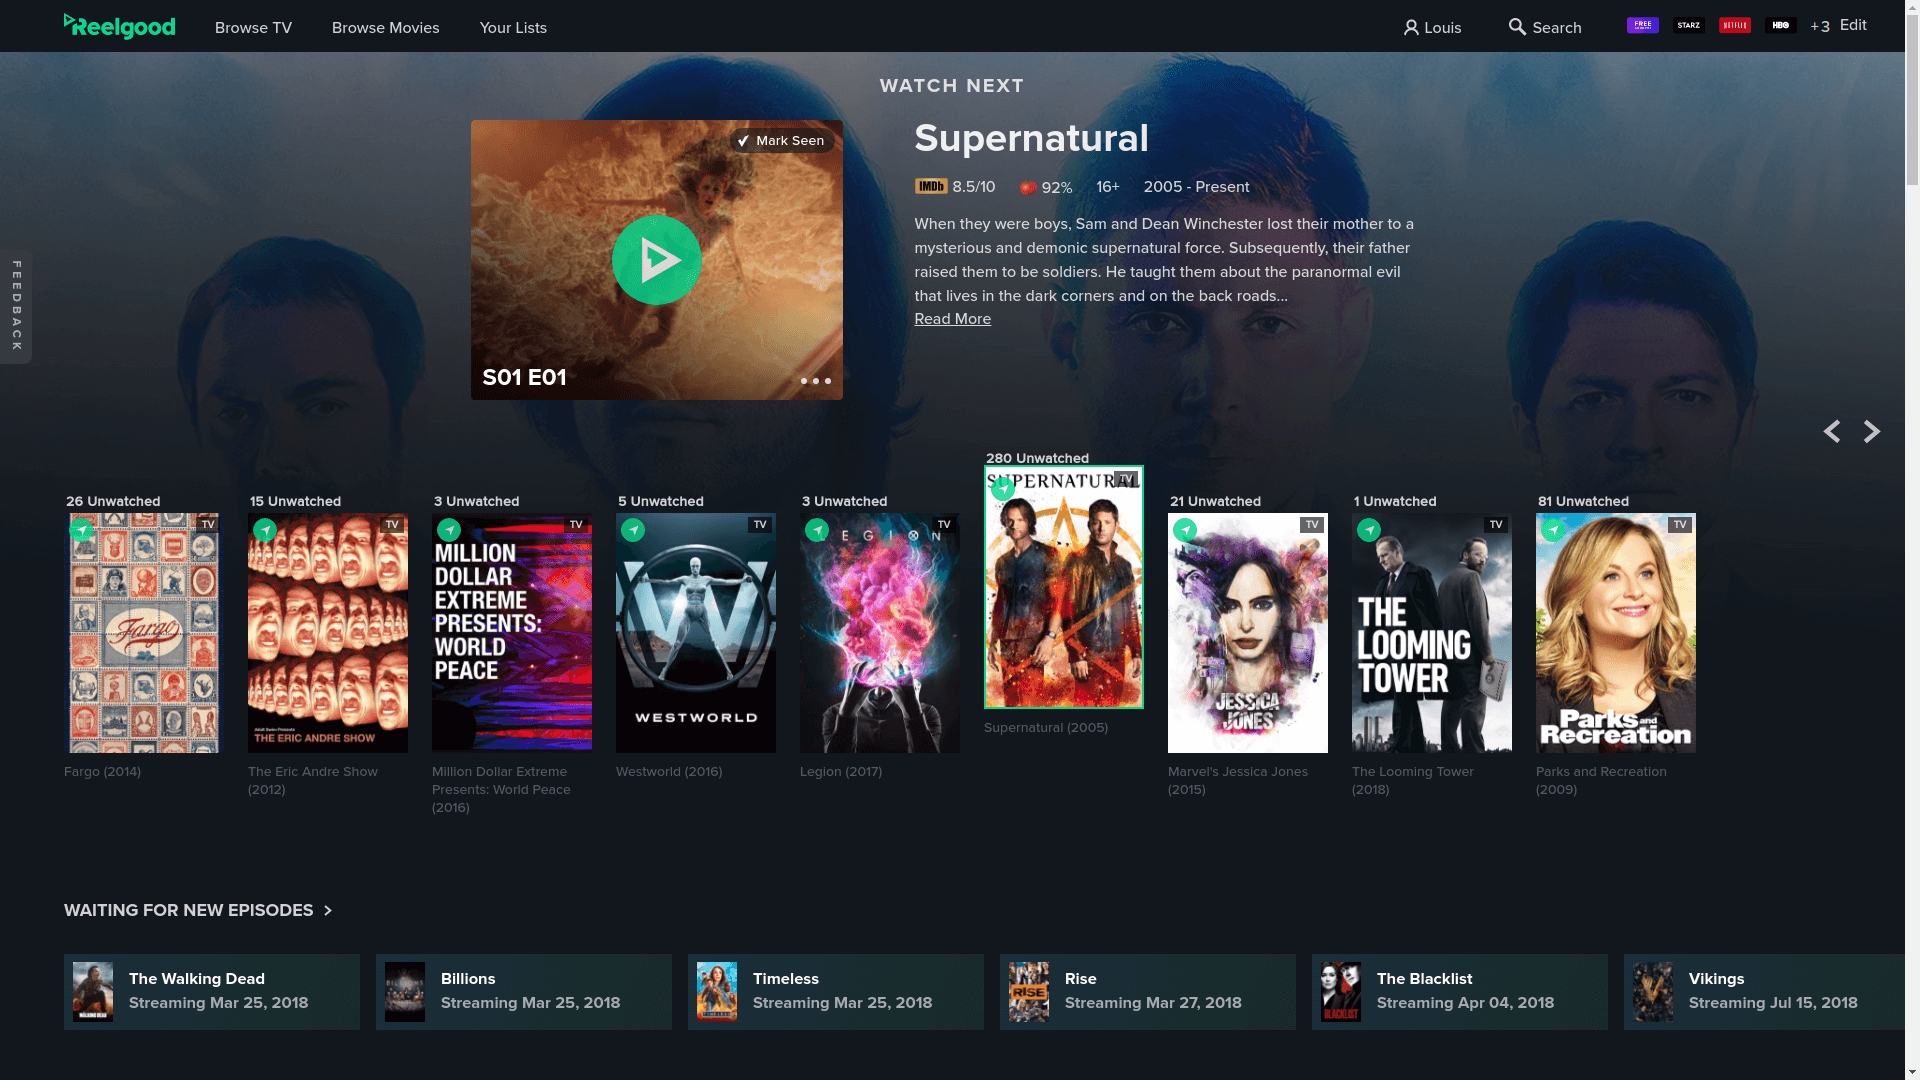 Reelgood
Browse TV
Browse Movies
Your Lists
Louis
Search
FREE
STARZ
NETFLIX
HBO
+3
Edit
WATCH NEXT
Mark Seen
S01 E01
Supernatural
IMDb 8.5/10
92%
16+
2005 - Present
When they were boys, Sam and Dean Winchester lost their mother to a
mysterious and demonic supernatural force. Subsequently, their father
raised them to be soldiers. He taught them about the paranormal evil
that lives in the dark corners and on the back roads...
Read More
FEEDBACK
26 Unwatched
TV
Fargo
Fargo (2014)
15 Unwatched
TV
Adult Swim Presents
THE ERIC ANDRE SHOW
The Eric Andre Show
(2012)
3 Unwatched
TV
MILLION
DOLLAR
EXTREME
PRESENTS:
WORLD
PEACE
Million Dollar Extreme
Presents: World Peace
(2016)
5 Unwatched
TV
WESTWORLD
Westworld (2016)
3 Unwatched
TV
LEGION
Legion (2017)
280 Unwatched
TV
SUPERNATURAL
Supernatural (2005)
21 Unwatched
TV
JESSICA
JONES
Marvel's Jessica Jones
(2015)
1 Unwatched
TV
THE
LOOMING
TOWER
The Looming Tower
(2018)
81 Unwatched
TV
Parks and
Recreation
Parks and Recreation
(2009)
WAITING FOR NEW EPISODES >
WALKING DEAD
The Walking Dead
Streaming Mar 25, 2018
Billions
Streaming Mar 25, 2018
TIMELESS
Timeless
Streaming Mar 25, 2018
RISE
Rise
Streaming Mar 27, 2018
BLACKLIST
The Blacklist
Streaming Apr 04, 2018
Vikings
Streaming Jul 15, 2018